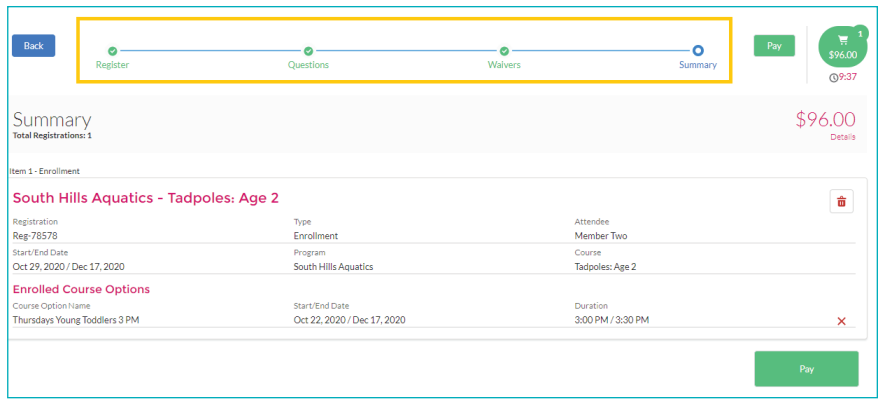 Back
Register
Questions
Waivers
Summary
Pay
1
$96.00
9:37
Summary
Total Registrations: 1
$96.00
Details
Item 1 - Enrollment
South Hills Aquatics - Tadpoles: Age 2
Registration Type Attendee
Reg-78578 Enrollment Member Two
Start/End Date Program Course
Oct 29, 2020 / Dec 17, 2020 South Hills Aquatics Tadpoles: Age 2
Enrolled Course Options
Course Option Name Start/End Date Duration
Thursdays Young Toddlers 3 PM Oct 22, 2020 / Dec 17, 2020 3:00 PM / 3:30 PM
Pay